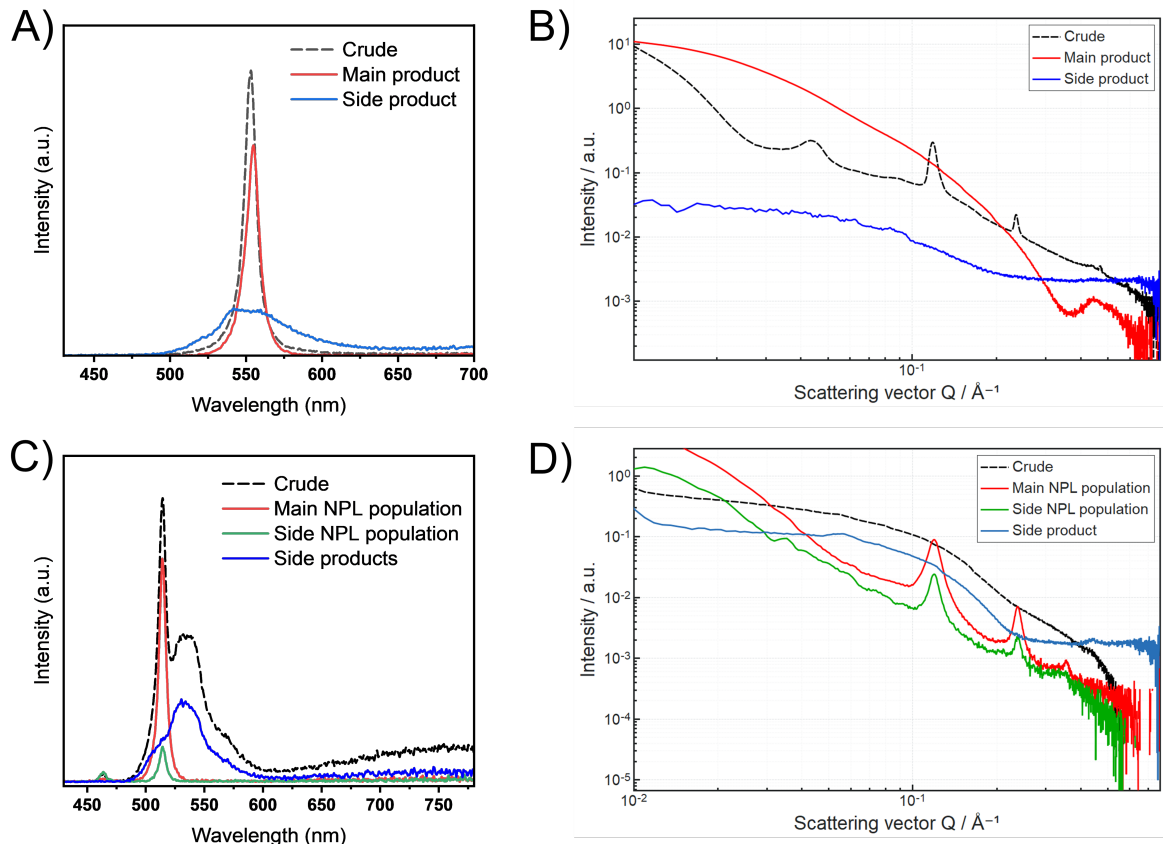 A)
Crude
Main product
Side product
Intensity (a.u.)
450 500 550 600 650 700
Wavelength (nm)
B)
Crude
Main product
Side product
Intensity / a.u.
10¹
10⁰
10⁻¹
10⁻²
10⁻³
10⁻¹
Scattering vector Q / Å⁻¹
C)
Crude
Main NPL population
Side NPL population
Side products
Intensity (a.u.)
450 500 550 600 650 700 750
Wavelength (nm)
D)
Crude
Main NPL population
Side NPL population
Side product
Intensity / a.u.
10⁰
10⁻¹
10⁻²
10⁻³
10⁻⁴
10⁻⁵
10⁻² 10⁻¹
Scattering vector Q / Å⁻¹